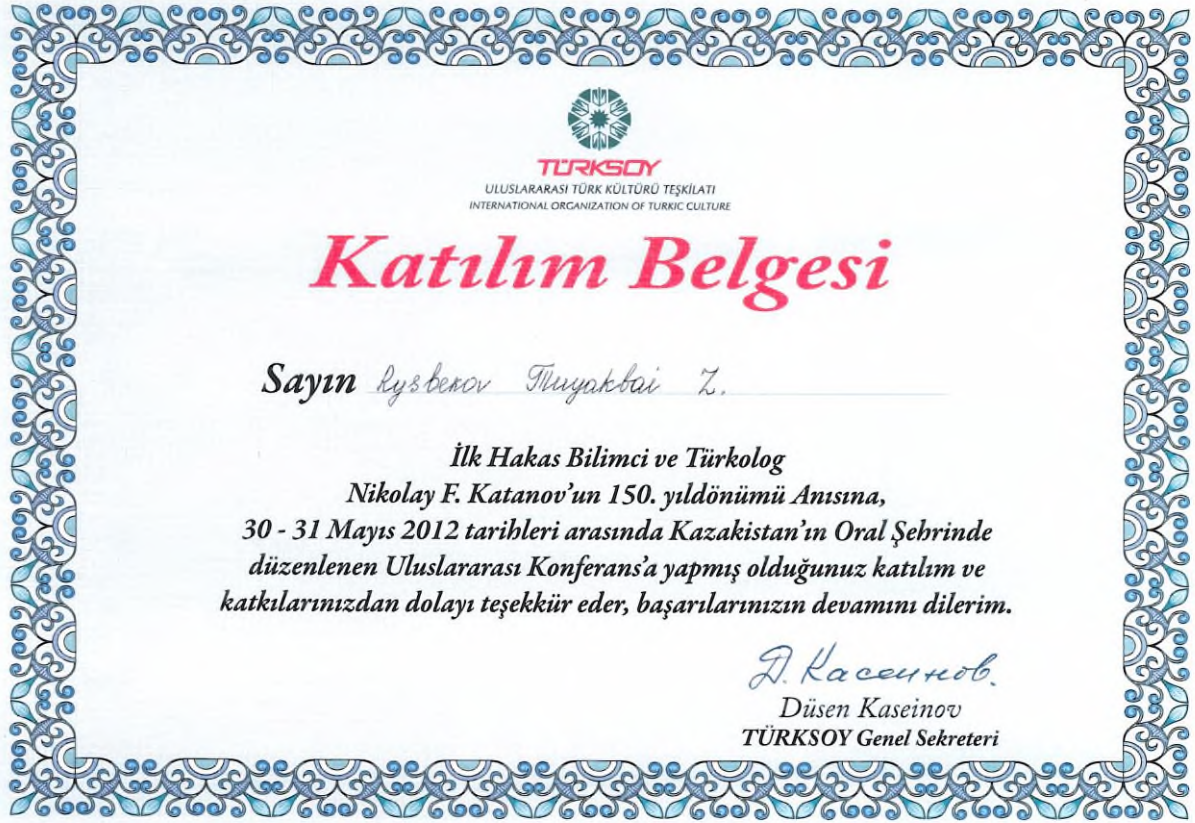 TÜRKSOY
ULUSLARARASI TÜRK KÜLTÜRÜ TEŞKİLATI
INTERNATIONAL ORGANIZATION OF TURKIC CULTURE
Katılım Belgesi
Sayın Rysbekov Tuyakbai Z.
İlk Hakas Bilimci ve Türkolog
Nikolay F. Katanov'un 150. yıldönümü Anısına,
30 - 31 Mayıs 2012 tarihleri arasında Kazakistan'ın Oral Şehrinde
düzenlenen Uluslararası Konferans'a yapmış olduğunuz katılım ve
katkılarınızdan dolayı teşekkür eder, başarılarınızın devamını dilerim.
Д. Касеинов.
Düsen Kaseinov
TÜRKSOY Genel Sekreteri